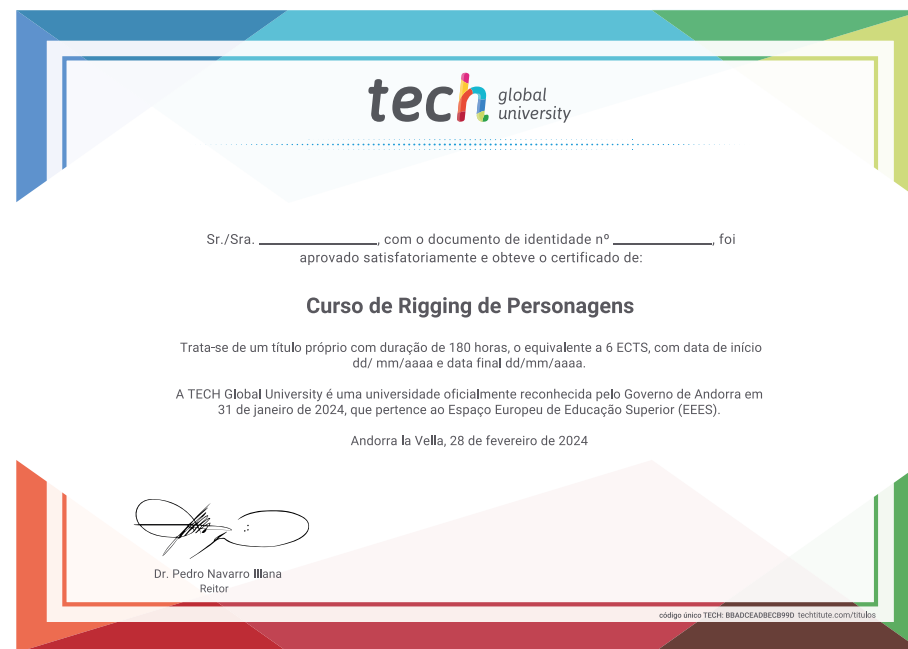 tech global university
Sr./Sra. ________________, com o documento de identidade nº _____________, foi
aprovado satisfatoriamente e obteve o certificado de:
Curso de Rigging de Personagens
Trata-se de um título próprio com duração de 180 horas, o equivalente a 6 ECTS, com data de início
dd/ mm/aaaa e data final dd/mm/aaaa.
A TECH Global University é uma universidade oficialmente reconhecida pelo Governo de Andorra em
31 de janeiro de 2024, que pertence ao Espaço Europeu de Educação Superior (EEES).
Andorra la Vella, 28 de fevereiro de 2024
Dr. Pedro Navarro Illana
Reitor
código único TECH: BBADCEADBECB99D techtitute.com/titulos